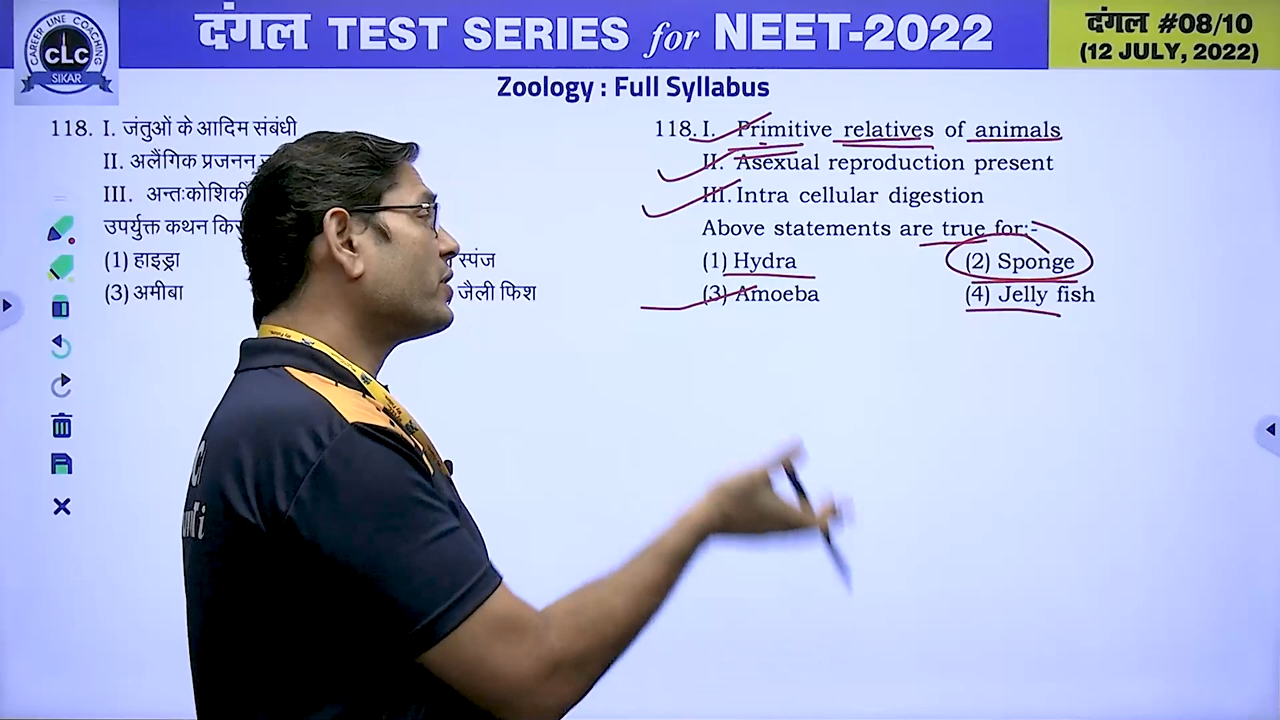 दंगल TEST SERIES for NEET-2022
दंगल #08/10
(12 JULY, 2022)
CAREER LINE COACHING
CLC
SIKAR
Zoology : Full Syllabus
118. I. जंतुओं के आदिम संबंधी
II. अलैंगिक प्रजनन
III. अन्तःकोशिकी
उपर्युक्त कथन
(1) हाइड्रा
स्पंज
(3) अमीबा
जैली फिश
118. I. Primitive relatives of animals
II. Asexual reproduction present
III. Intra cellular digestion
Above statements are true for:-
(1) Hydra
(2) Sponge
(3) Amoeba
(4) Jelly fish